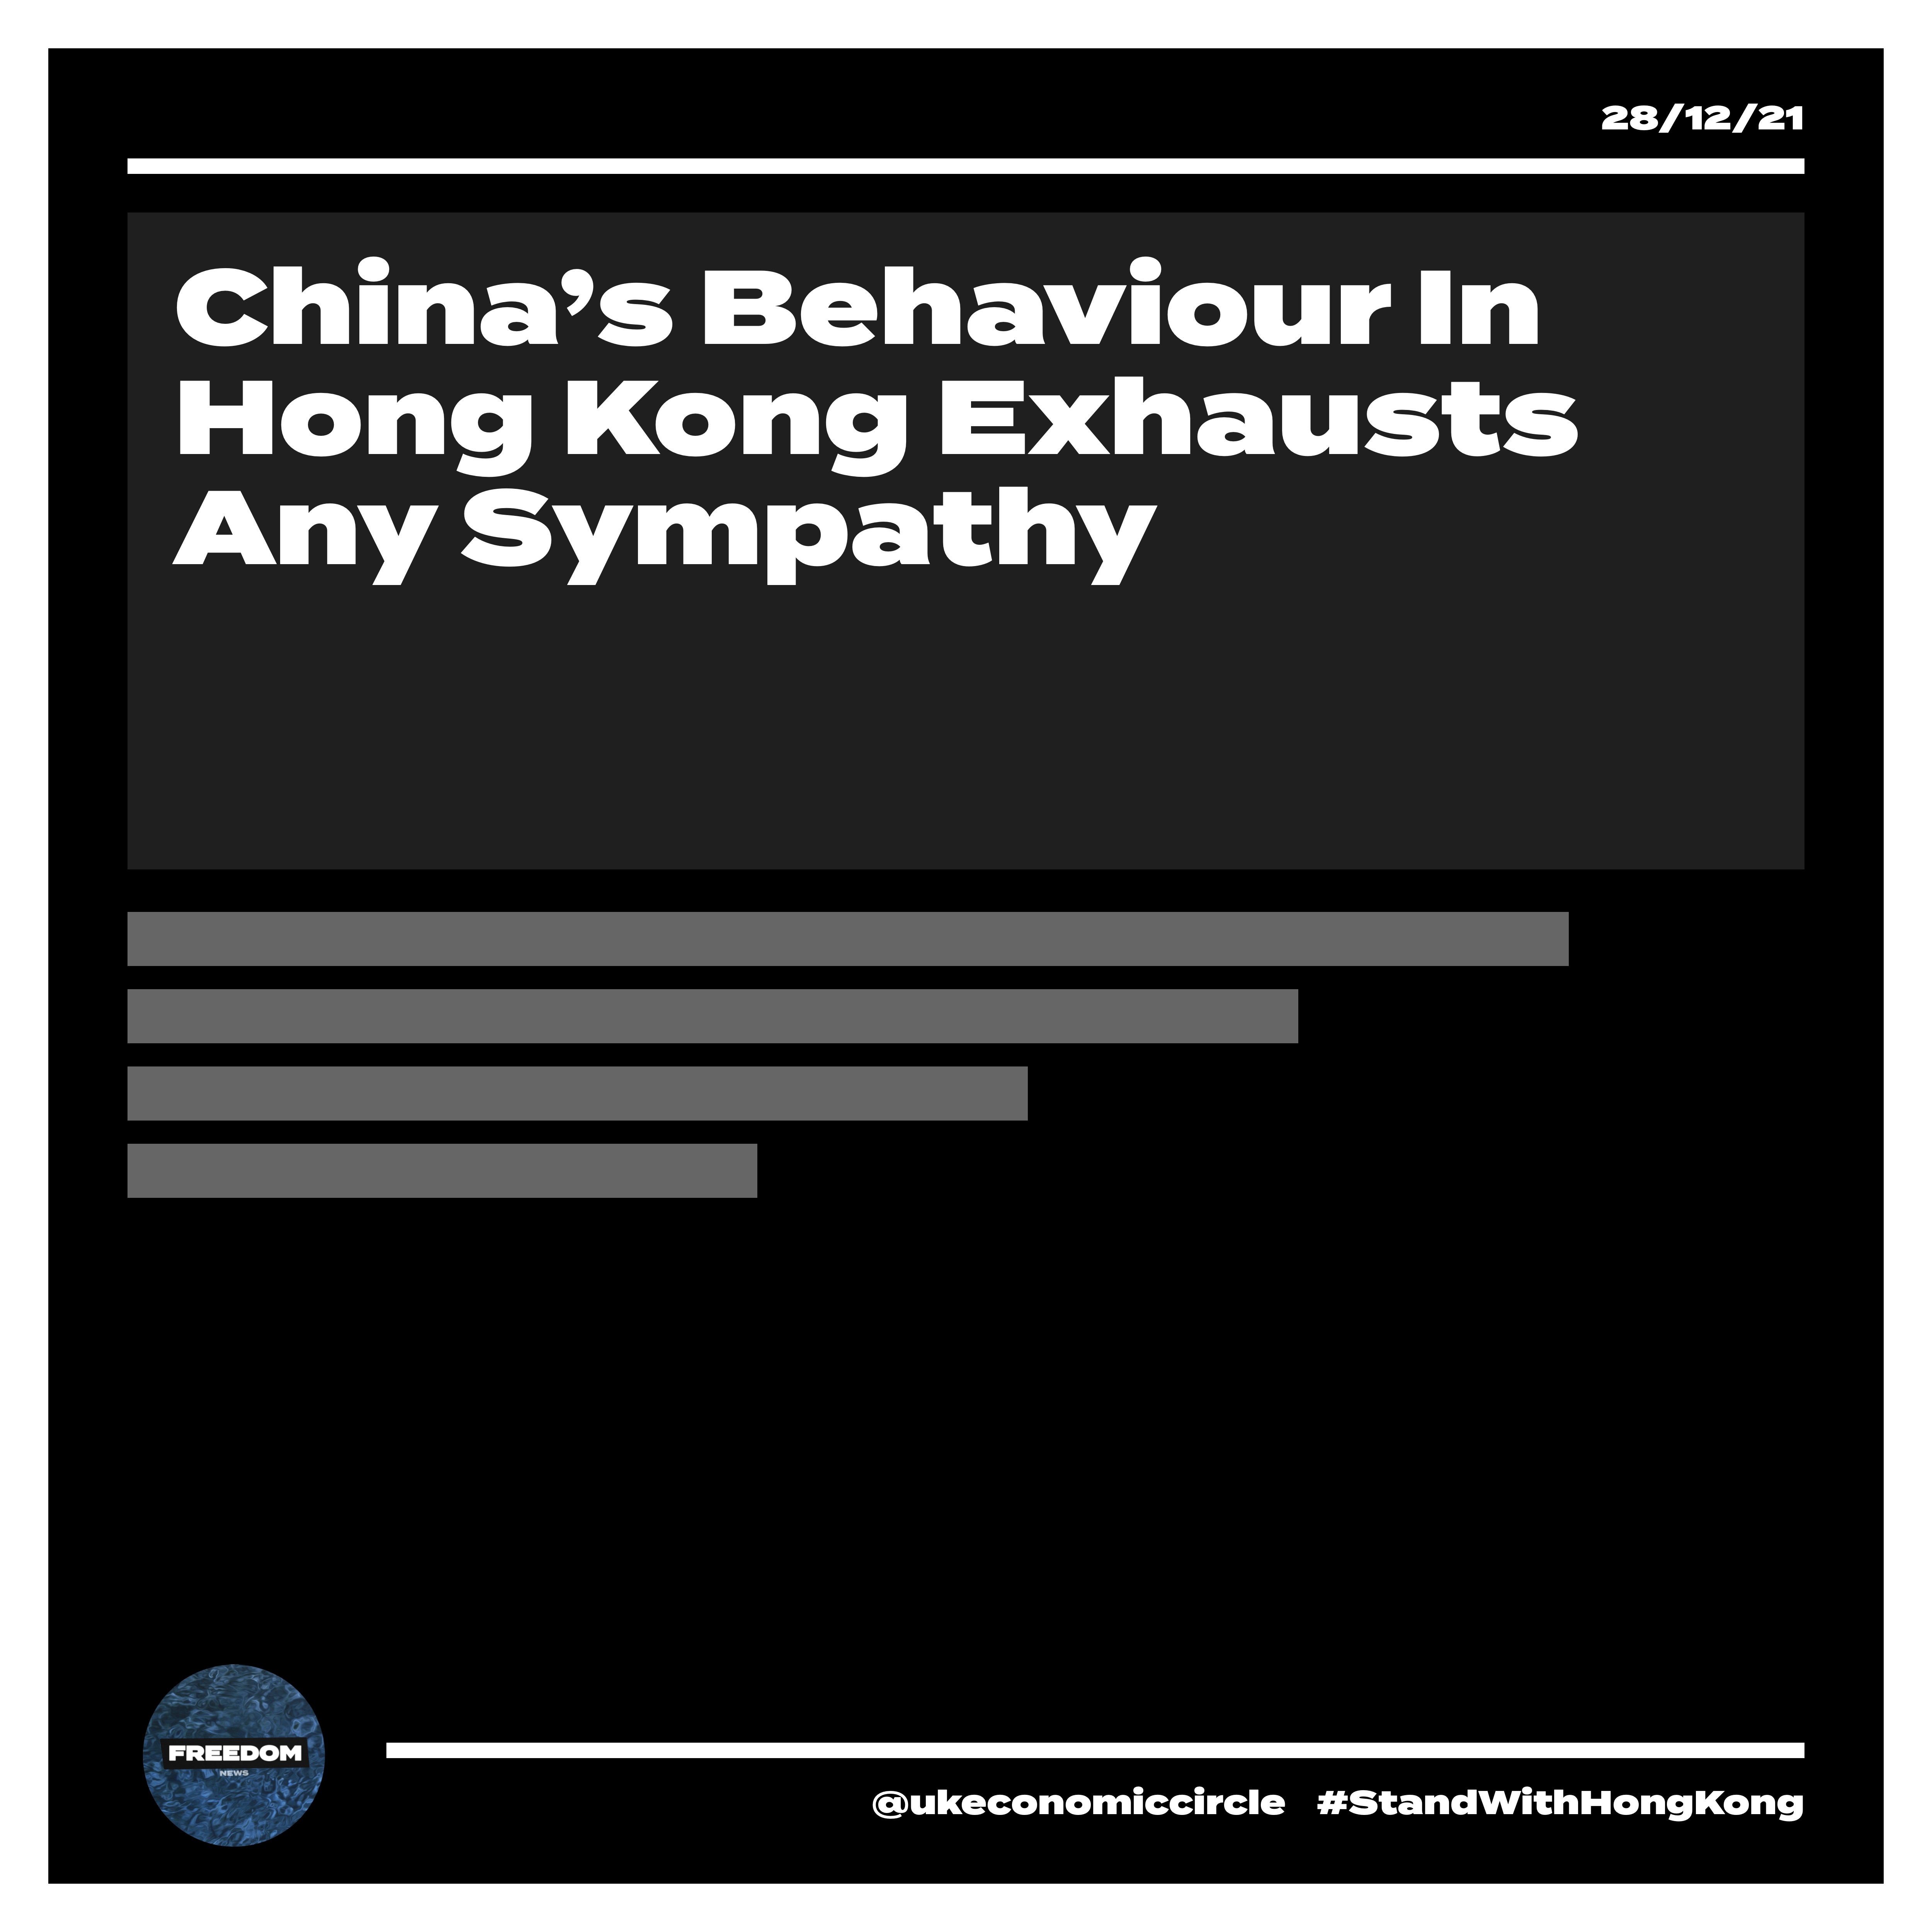 28/12/21
China’s Behaviour In
Hong Kong Exhausts
Any Sympathy
FREEDOM
NEWS
@ukeconomiccircle #StandWithHongKong